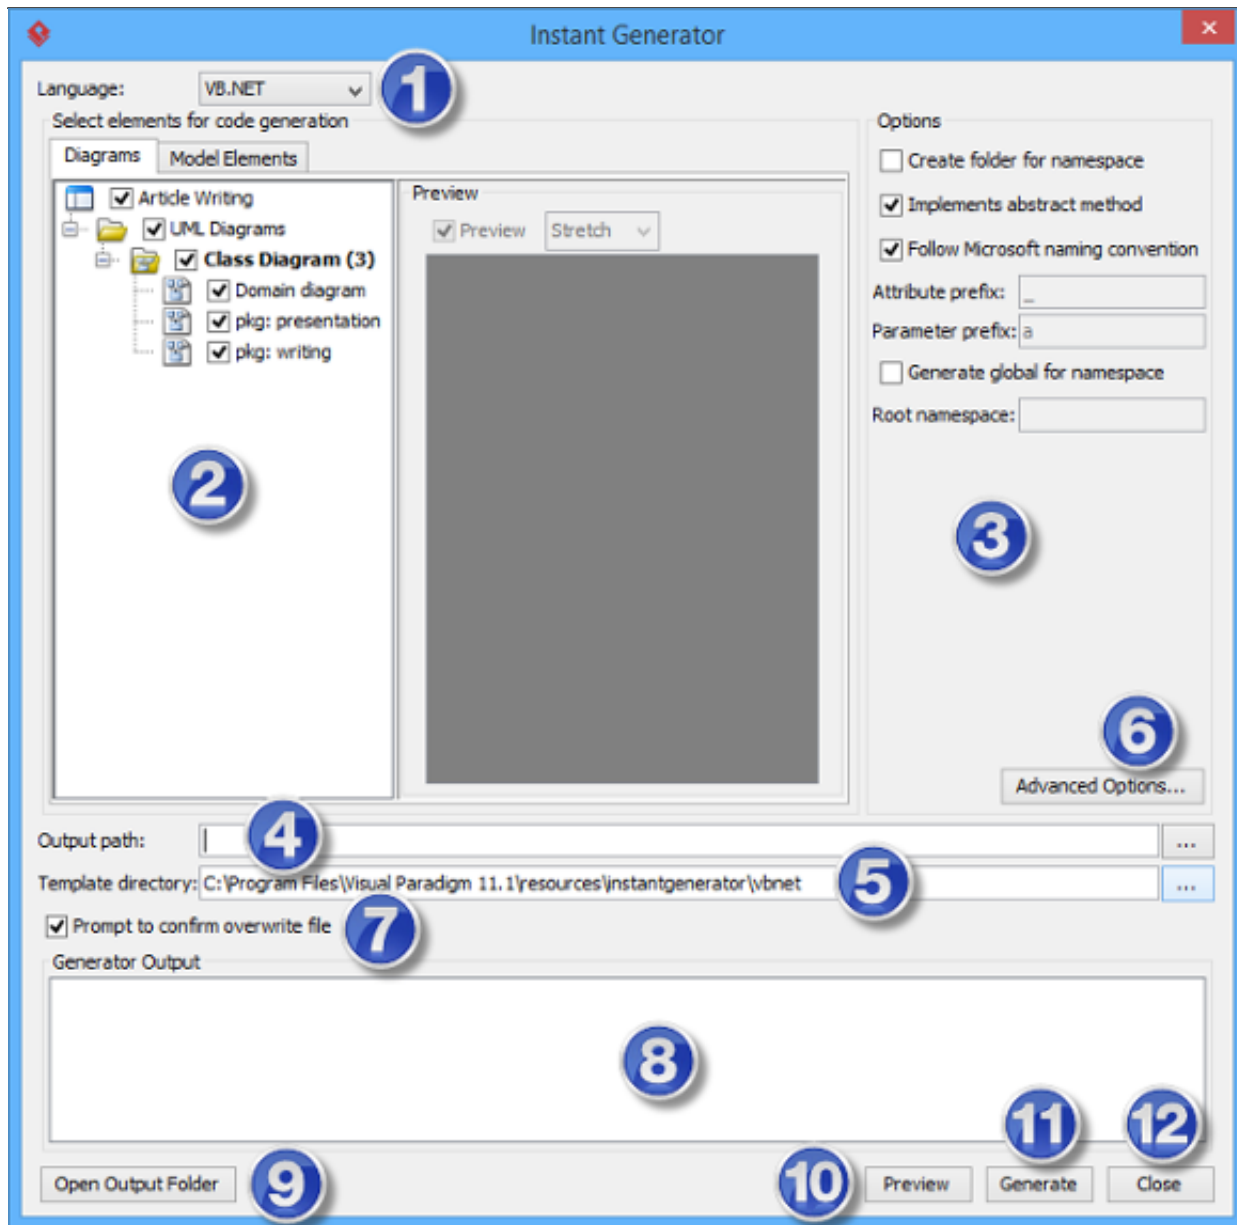 Instant Generator
Language: VB.NET 1
Select elements for code generation
Diagrams Model Elements
Article Writing
UML Diagrams
Class Diagram (3)
Domain diagram
pkg: presentation
pkg: writing
2
Preview
Preview Stretch
Options
Create folder for namespace
Implements abstract method
Follow Microsoft naming convention
Attribute prefix: _
Parameter prefix: a
Generate global for namespace
Root namespace:
3
6
Advanced Options...
Output path: 4 ...
Template directory: C:\Program Files\Visual Paradigm 11.1\resources\instantgenerator\vbnet 5 ...
Prompt to confirm overwrite file 7
Generator Output
8
11 12
Open Output Folder 9 10 Preview Generate Close